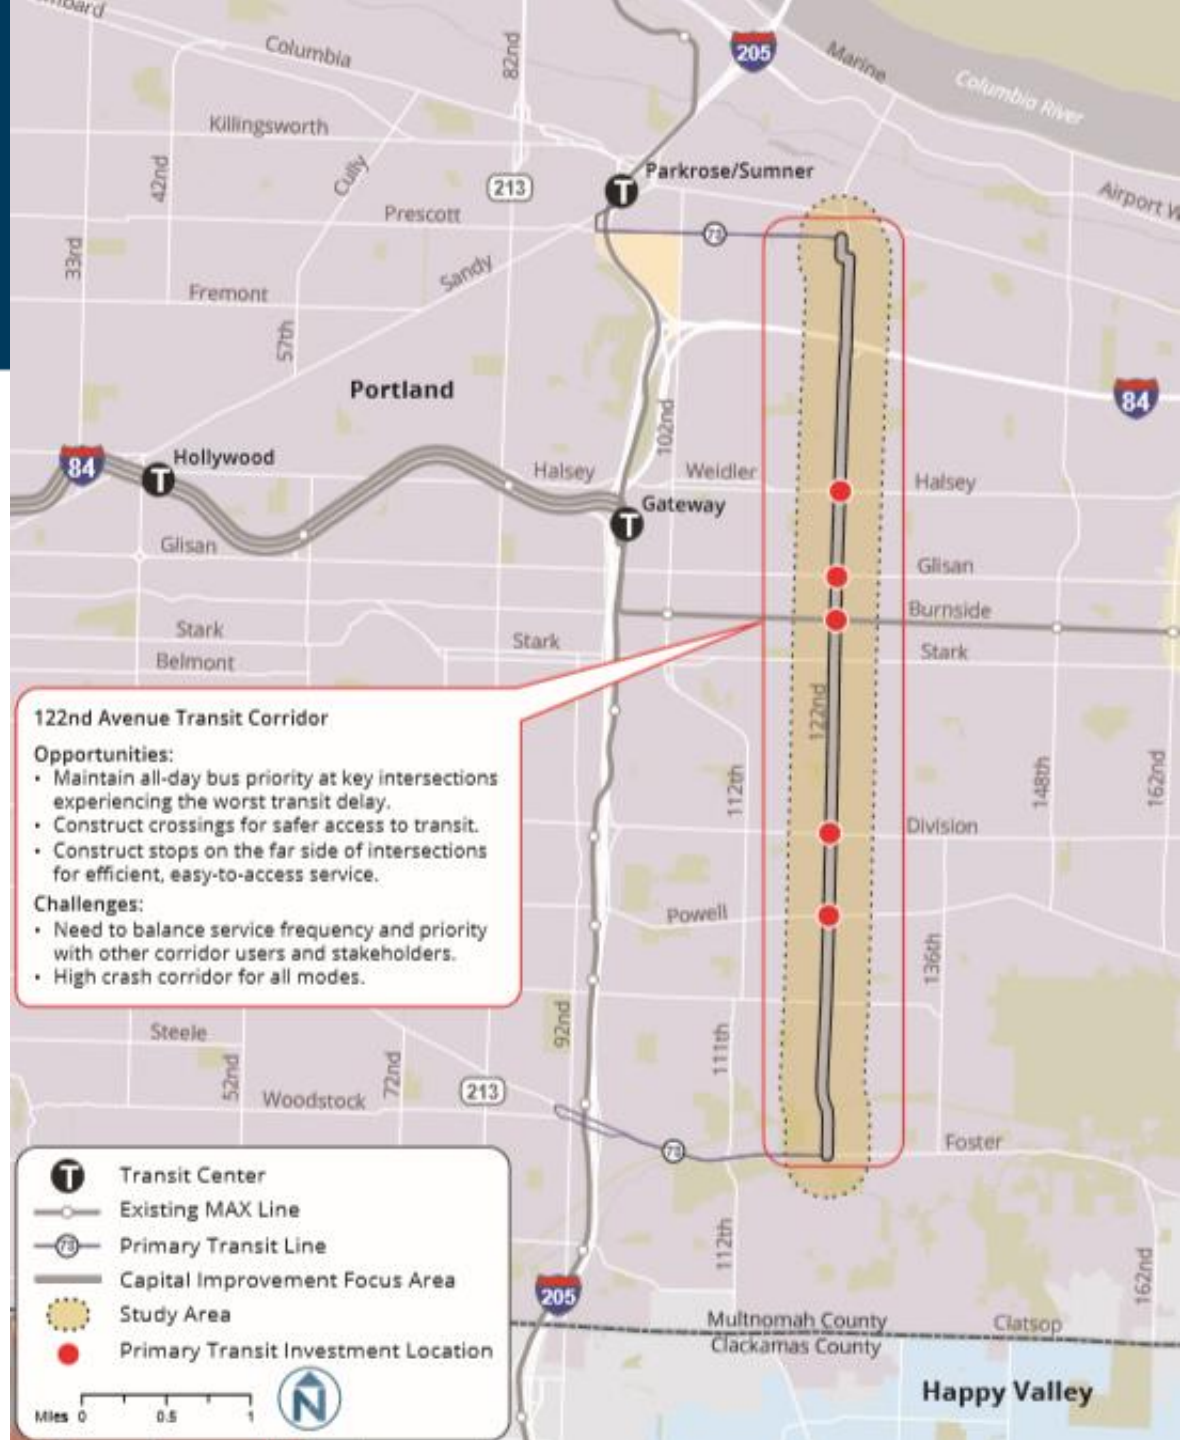 Columbia
82nd
205
Marine
Columbia River
Killingsworth
42nd
Cully
213
Parkrose/Sumner
Airport W
Prescott
73
33rd
Sandy
Fremont
57th
Portland
84
102nd
84
Hollywood
Halsey
Weidler
Halsey
Gateway
Glisan
Glisan
Burnside
Stark
Stark
Stark
Belmont
122nd
122nd Avenue Transit Corridor
Opportunities:
• Maintain all-day bus priority at key intersections
experiencing the worst transit delay.
• Construct crossings for safer access to transit.
• Construct stops on the far side of intersections
for efficient, easy-to-access service.
Challenges:
• Need to balance service frequency and priority
with other corridor users and stakeholders.
• High crash corridor for all modes.
112th
148th
162nd
Division
Powell
136th
92nd
111th
Steele
52nd
72nd
213
Woodstock
73
Foster
112th
162nd
T Transit Center
Existing MAX Line
73 Primary Transit Line
Capital Improvement Focus Area
Study Area
Primary Transit Investment Location
Miles 0 0.5 1
N
205
Multnomah County
Clackamas County
Clatsop
Happy Valley